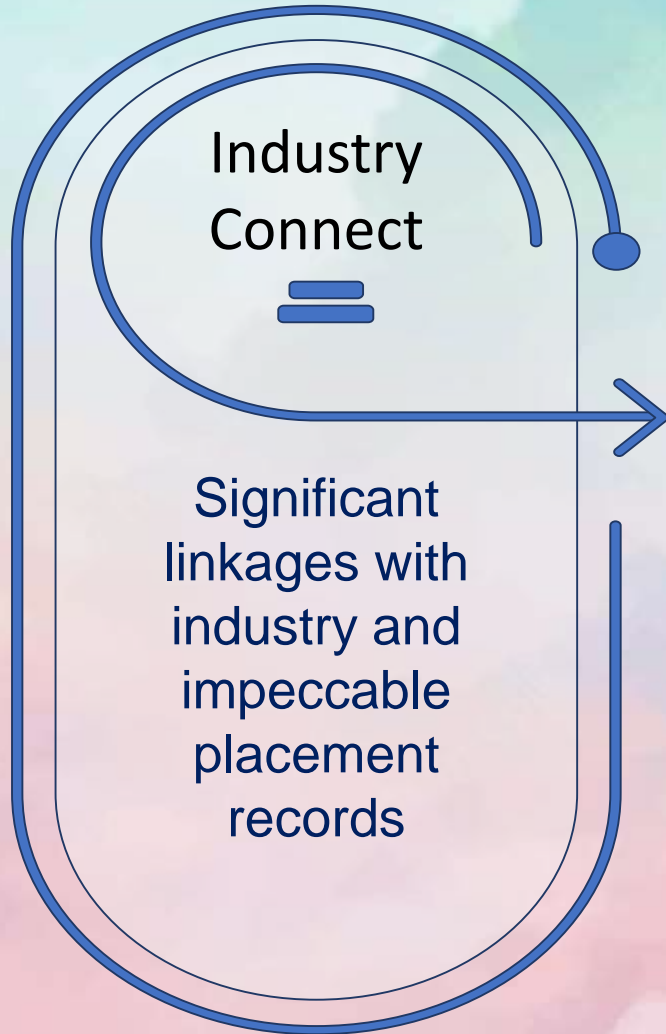 Industry
Connect
Significant
linkages with
industry and
impeccable
placement
records